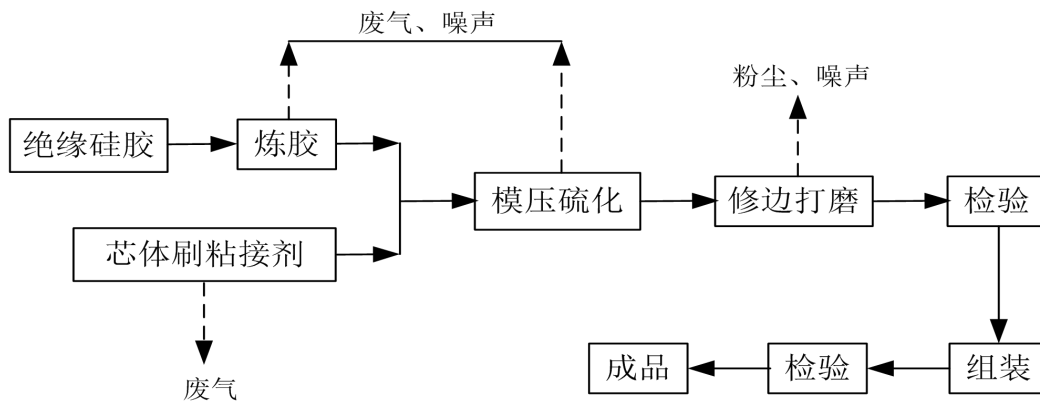 废气、噪声
粉尘、噪声
绝缘硅胶
炼胶
模压硫化
修边打磨
检验
芯体刷粘接剂
废气
成品
检验
组装